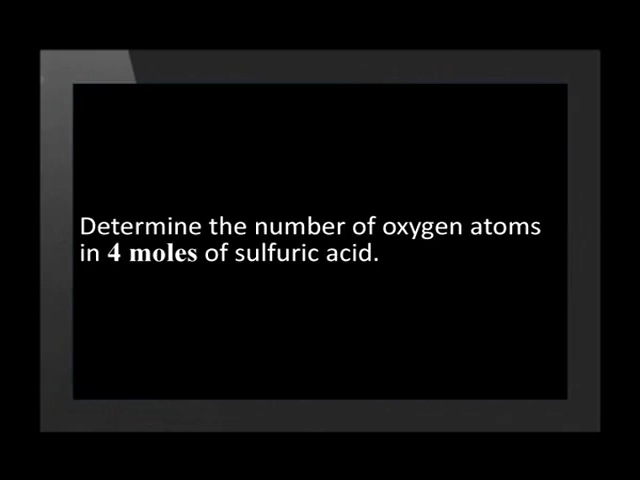 Determine the number of oxygen atoms
in 4 moles of sulfuric acid.